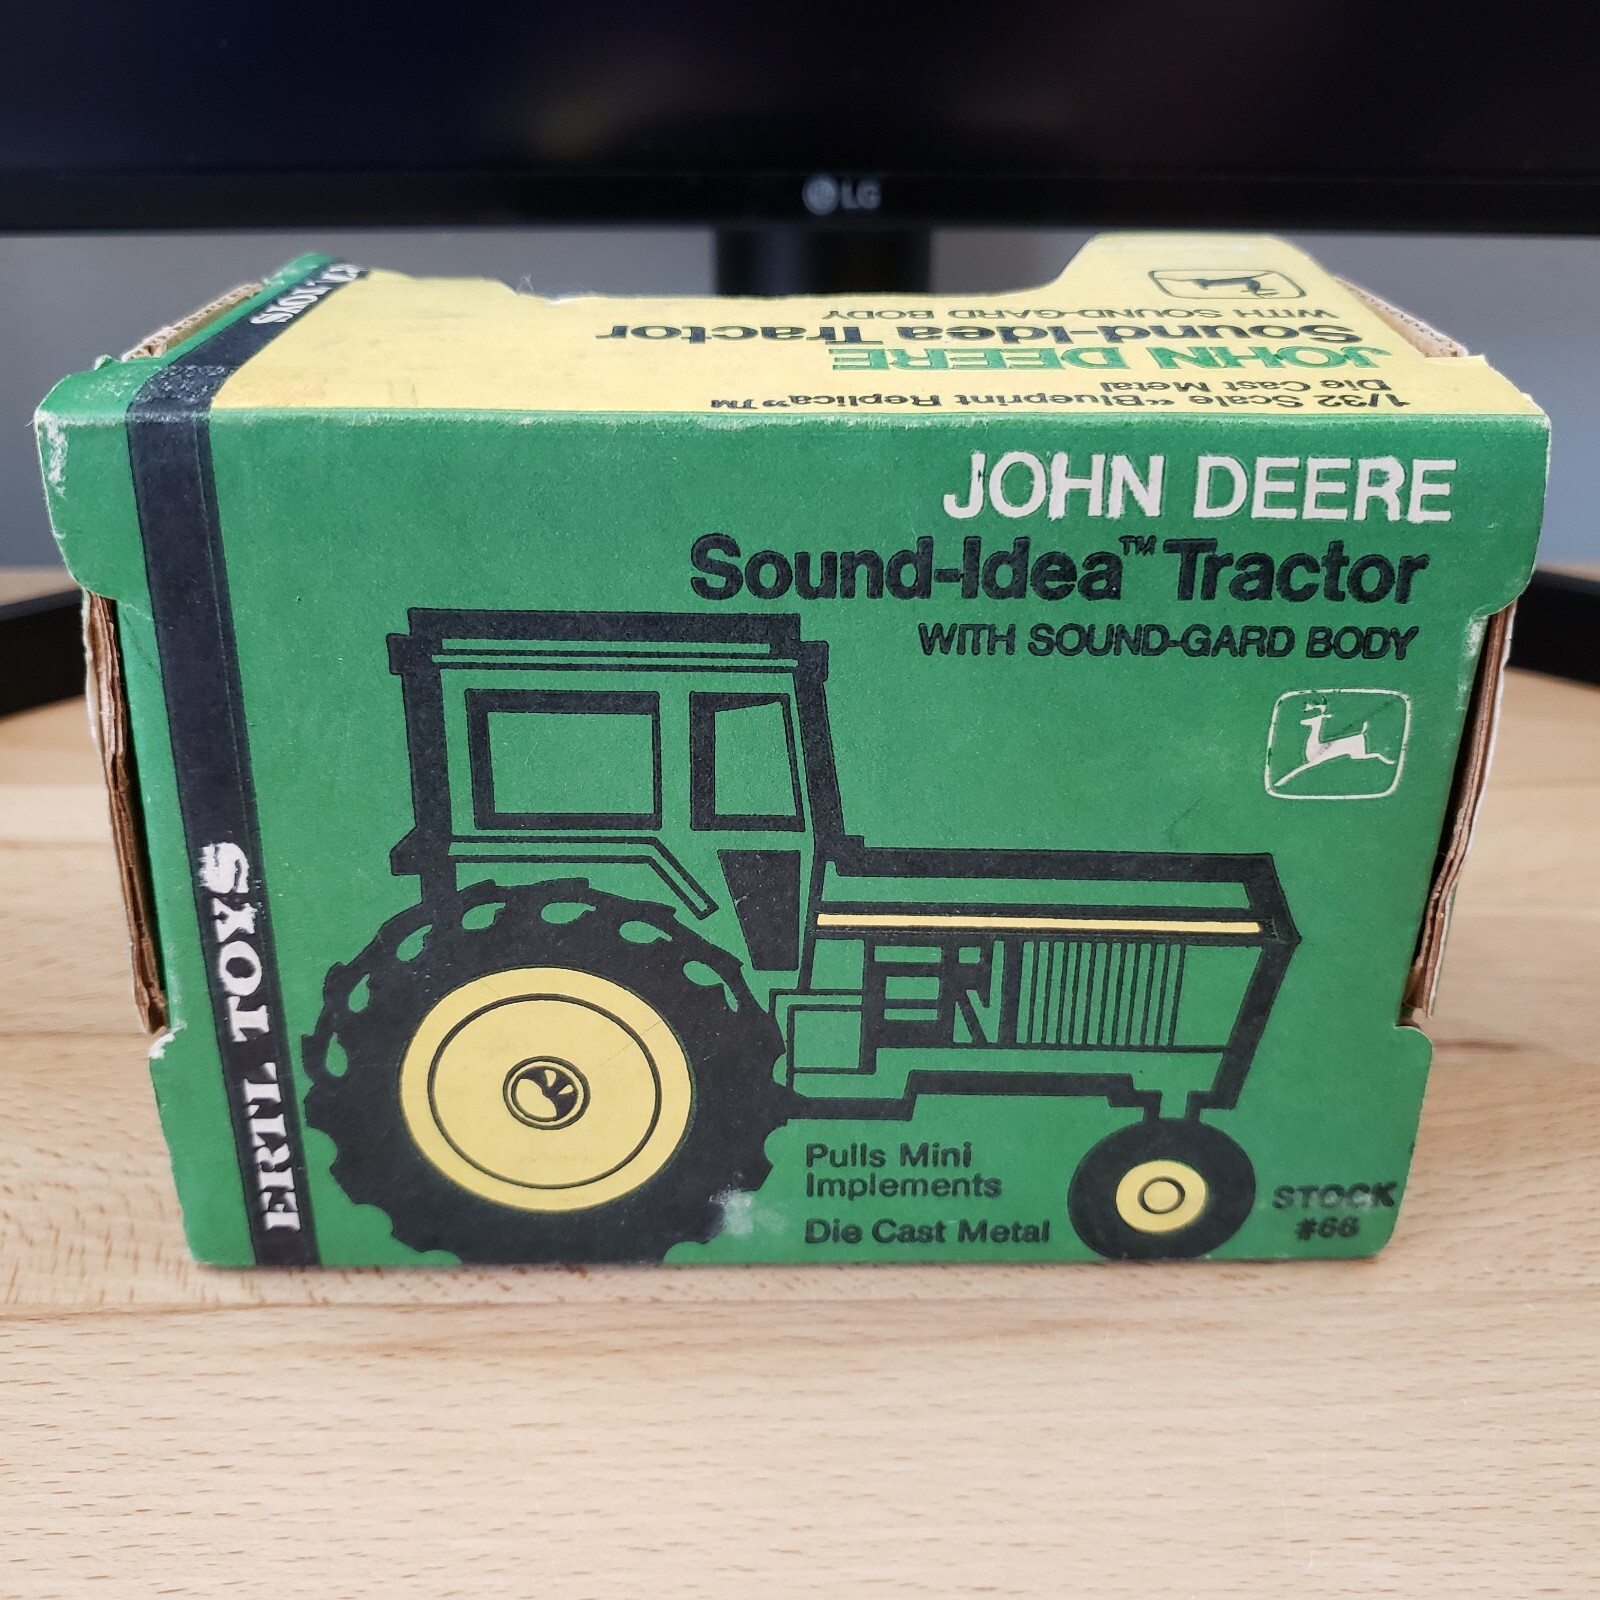 LG
TOYS
WITH SOUND-GARD BODY
Sound-Idea Tractor
JOHN DEERE
Die Cast Metal
1/32 Scale "Blueprint Replica"™
JOHN DEERE
Sound-Idea™ Tractor
WITH SOUND-GARD BODY
ERTL TOYS
Pulls Mini
Implements
Die Cast Metal
STOCK
#66